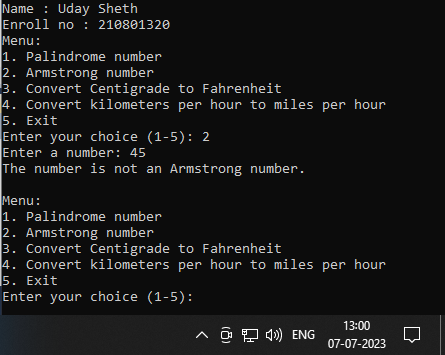 Name : Uday Sheth
Enroll no : 210801320
Menu:
1. Palindrome number
2. Armstrong number
3. Convert Centigrade to Fahrenheit
4. Convert kilometers per hour to miles per hour
5. Exit
Enter your choice (1-5): 2
Enter a number: 45
The number is not an Armstrong number.
Menu:
1. Palindrome number
2. Armstrong number
3. Convert Centigrade to Fahrenheit
4. Convert kilometers per hour to miles per hour
5. Exit
Enter your choice (1-5):
ENG
13:00
07-07-2023